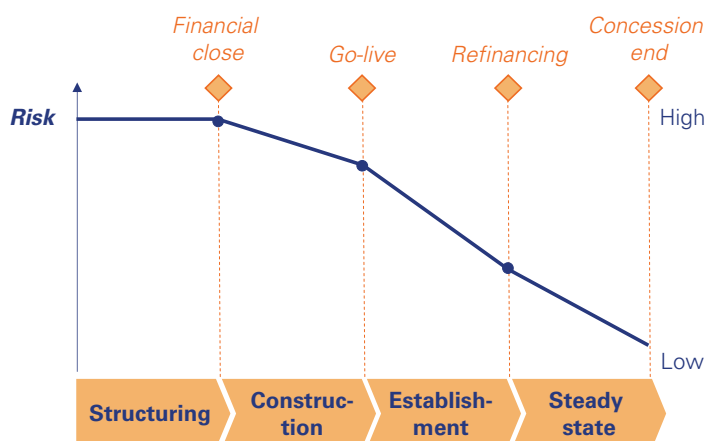 Financial
close
Go-live
Refinancing
Concession
end
Risk
High
Low
Structuring
Construc-
tion
Establish-
ment
Steady
state